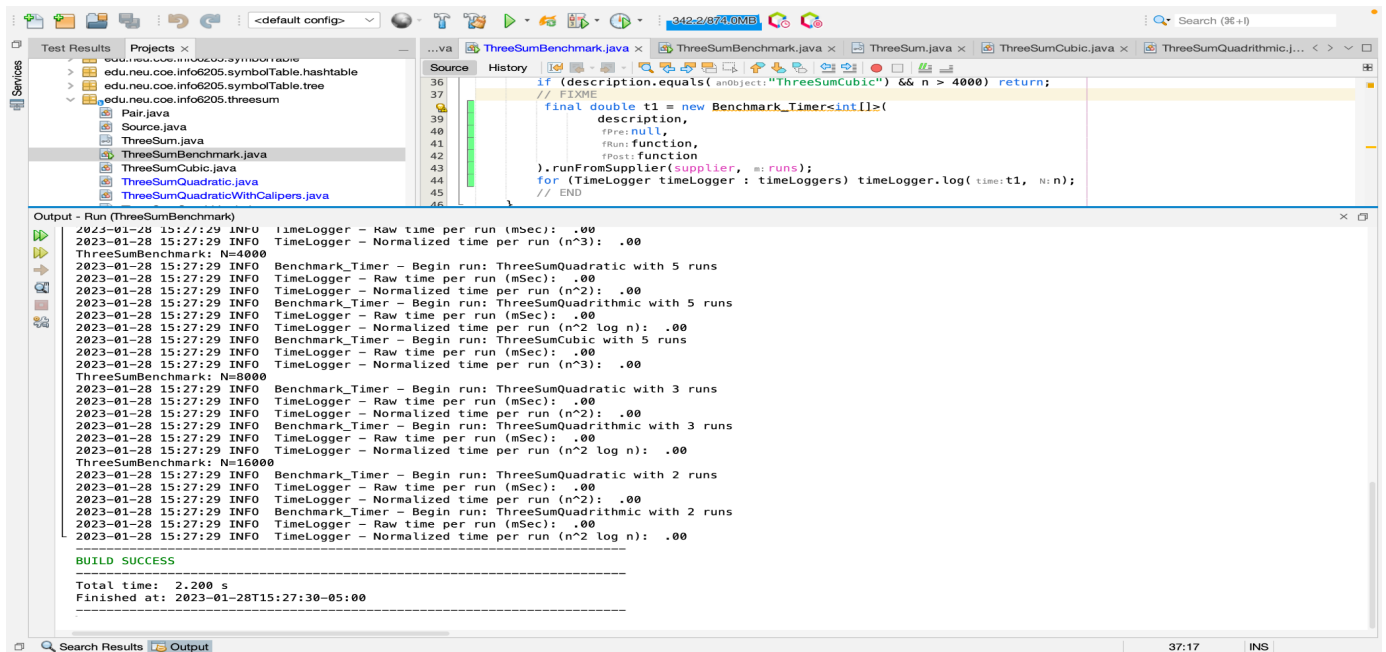 <default config>
342.2/874.0MB
Search (⌘+I)
Services
Test Results Projects ×
...va ThreeSumBenchmark.java × ThreeSumBenchmark.java × ThreeSum.java × ThreeSumCubic.java × ThreeSumQuadrithmic.j...
edu.neu.coe.info6205.symbolTable
edu.neu.coe.info6205.symbolTable.hashtable
edu.neu.coe.info6205.symbolTable.tree
edu.neu.coe.info6205.threesum
Pair.java
Source.java
ThreeSum.java
ThreeSumBenchmark.java
ThreeSumCubic.java
ThreeSumQuadratic.java
ThreeSumQuadraticWithCalipers.java
Source History
36 if (description.equals( anObject: "ThreeSumCubic") && n > 4000) return;
37 // FIXME
final double t1 = new Benchmark_Timer<int[]>(
39 description,
40 fPre: null,
41 fRun: function,
42 fPost: function
43 ).runFromSupplier(supplier, m: runs);
44 for (TimeLogger timeLogger : timeLoggers) timeLogger.log( time: t1, N: n);
45 // END
46 }
Output - Run (ThreeSumBenchmark)
2023-01-28 15:27:29 INFO TimeLogger - Raw time per run (mSec): .00
2023-01-28 15:27:29 INFO TimeLogger - Normalized time per run (n^3): .00
ThreeSumBenchmark: N=4000
2023-01-28 15:27:29 INFO Benchmark_Timer - Begin run: ThreeSumQuadratic with 5 runs
2023-01-28 15:27:29 INFO TimeLogger - Raw time per run (mSec): .00
2023-01-28 15:27:29 INFO TimeLogger - Normalized time per run (n^2): .00
2023-01-28 15:27:29 INFO Benchmark_Timer - Begin run: ThreeSumQuadrithmic with 5 runs
2023-01-28 15:27:29 INFO TimeLogger - Raw time per run (mSec): .00
2023-01-28 15:27:29 INFO TimeLogger - Normalized time per run (n^2 log n): .00
2023-01-28 15:27:29 INFO Benchmark_Timer - Begin run: ThreeSumCubic with 5 runs
2023-01-28 15:27:29 INFO TimeLogger - Raw time per run (mSec): .00
2023-01-28 15:27:29 INFO TimeLogger - Normalized time per run (n^3): .00
ThreeSumBenchmark: N=8000
2023-01-28 15:27:29 INFO Benchmark_Timer - Begin run: ThreeSumQuadratic with 3 runs
2023-01-28 15:27:29 INFO TimeLogger - Raw time per run (mSec): .00
2023-01-28 15:27:29 INFO TimeLogger - Normalized time per run (n^2): .00
2023-01-28 15:27:29 INFO Benchmark_Timer - Begin run: ThreeSumQuadrithmic with 3 runs
2023-01-28 15:27:29 INFO TimeLogger - Raw time per run (mSec): .00
2023-01-28 15:27:29 INFO TimeLogger - Normalized time per run (n^2 log n): .00
ThreeSumBenchmark: N=16000
2023-01-28 15:27:29 INFO Benchmark_Timer - Begin run: ThreeSumQuadratic with 2 runs
2023-01-28 15:27:29 INFO TimeLogger - Raw time per run (mSec): .00
2023-01-28 15:27:29 INFO TimeLogger - Normalized time per run (n^2): .00
2023-01-28 15:27:29 INFO Benchmark_Timer - Begin run: ThreeSumQuadrithmic with 2 runs
2023-01-28 15:27:29 INFO TimeLogger - Raw time per run (mSec): .00
2023-01-28 15:27:29 INFO TimeLogger - Normalized time per run (n^2 log n): .00
------------------------------------------------------------------------
BUILD SUCCESS
------------------------------------------------------------------------
Total time: 2.200 s
Finished at: 2023-01-28T15:27:30-05:00
------------------------------------------------------------------------
Search Results Output
37:17 INS